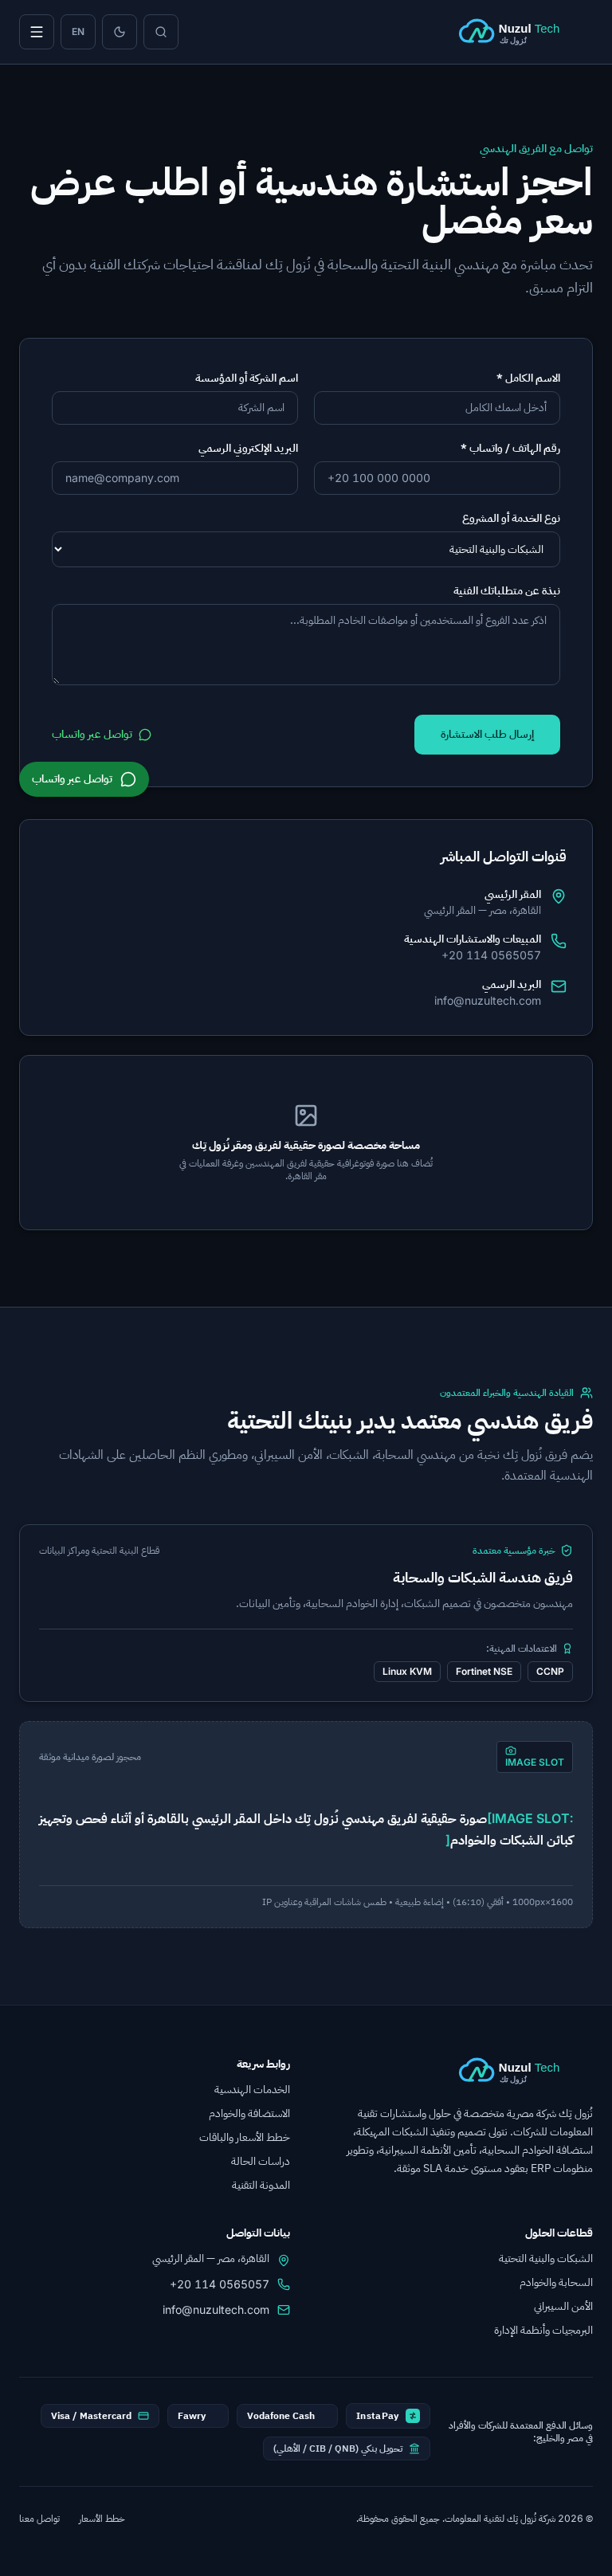 Nuzul Tech
نُزول تك
EN
تواصل مع الفريق الهندسي
احجز استشارة هندسية أو اطلب عرض
سعر مفصل
تحدث مباشرة مع مهندسي البنية التحتية والسحابة في نُزول تِك لمناقشة احتياجات شركتك الفنية بدون أي
التزام مسبق.
الاسم الكامل *
اسم الشركة أو المؤسسة
أدخل اسمك الكامل
اسم الشركة
رقم الهاتف / واتساب *
البريد الإلكتروني الرسمي
+20 100 000 0000
name@company.com
نوع الخدمة أو المشروع
الشبكات والبنية التحتية
نبذة عن متطلباتك الفنية
اذكر عدد الفروع أو المستخدمين أو مواصفات الخادم المطلوبة...
إرسال طلب الاستشارة
تواصل عبر واتساب
تواصل عبر واتساب
قنوات التواصل المباشر
المقر الرئيسي
القاهرة، مصر — المقر الرئيسي
المبيعات والاستشارات الهندسية
+20 114 0565057
البريد الرسمي
info@nuzultech.com
مساحة مخصصة لصورة حقيقية لفريق ومقر نُزول تِك
تُضاف هنا صورة فوتوغرافية حقيقية لفريق المهندسين وغرفة العمليات في
مقر القاهرة.
القيادة الهندسية والخبراء المعتمدون
فريق هندسي معتمد يدير بنيتك التحتية
يضم فريق نُزول تِك نخبة من مهندسي السحابة، الشبكات، الأمن السيبراني، ومطوري النظم الحاصلين على الشهادات
الهندسية المعتمدة.
خبرة مؤسسية معتمدة
قطاع البنية التحتية ومراكز البيانات
فريق هندسة الشبكات والسحابة
مهندسون متخصصون في تصميم الشبكات، إدارة الخوادم السحابية، وتأمين البيانات.
الاعتمادات المهنية:
CCNP
Fortinet NSE
Linux KVM
IMAGE SLOT
محجوز لصورة ميدانية موثقة
[IMAGE SLOT: صورة حقيقية لفريق مهندسي نُزول تِك داخل المقر الرئيسي بالقاهرة أو أثناء فحص وتجهيز
كبائن الشبكات والخوادم]
1600×1000px • أفقي (16:10) • إضاءة طبيعية • طمس شاشات المراقبة وعناوين IP
Nuzul Tech
نُزول تك
نُزول تِك شركة مصرية متخصصة في حلول واستشارات تقنية
المعلومات للشركات. نتولى تصميم وتنفيذ الشبكات المهيكلة،
استضافة الخوادم السحابية، تأمين الأنظمة السيبرانية، وتطوير
منظومات ERP بعقود مستوى خدمة SLA موثقة.
روابط سريعة
الخدمات الهندسية
الاستضافة والخوادم
خطط الأسعار والباقات
دراسات الحالة
المدونة التقنية
قطاعات الحلول
الشبكات والبنية التحتية
السحابة والخوادم
الأمن السيبراني
البرمجيات وأنظمة الإدارة
بيانات التواصل
القاهرة، مصر — المقر الرئيسي
+20 114 0565057
info@nuzultech.com
وسائل الدفع المعتمدة للشركات والأفراد
في مصر والخليج:
InstaPay
Vodafone Cash
Fawry
Visa / Mastercard
تحويل بنكي (CIB / QNB / الأهلي)
© 2026 شركة نُزول تِك لتقنية المعلومات. جميع الحقوق محفوظة.
خطط الأسعار
تواصل معنا